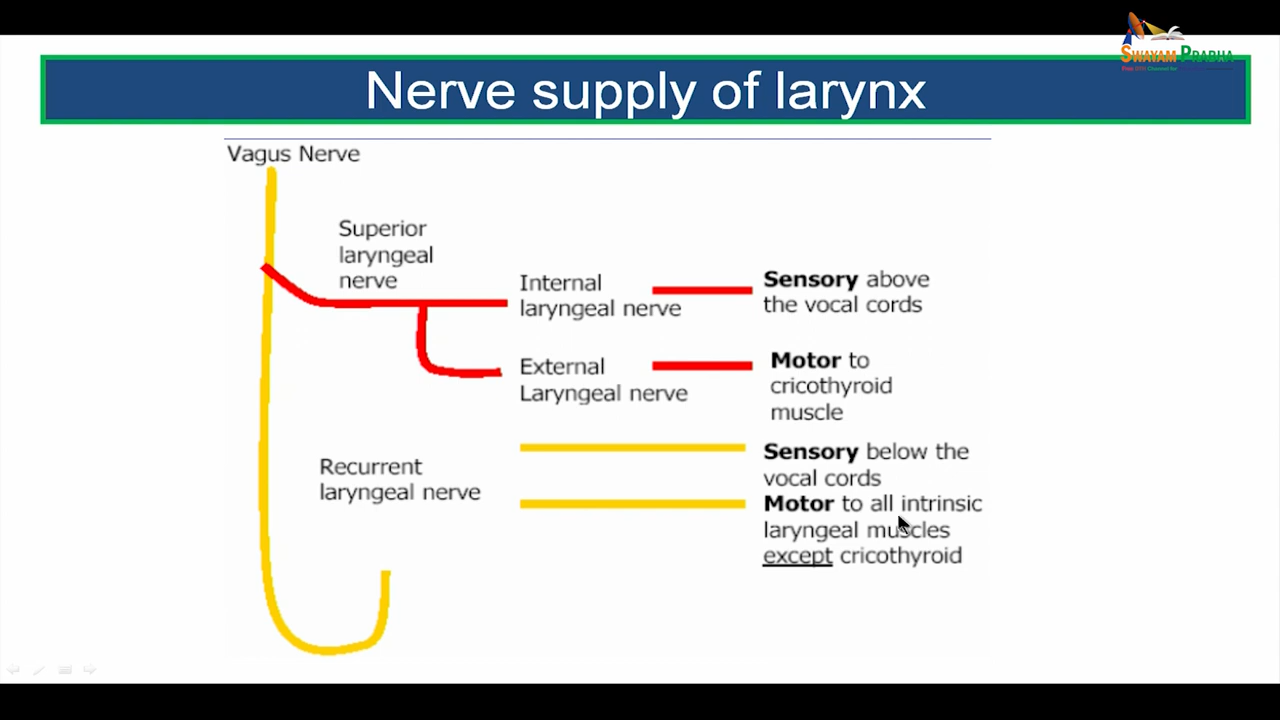 SWAYAM PRABHA
Nerve supply of larynx
Vagus Nerve
Superior
laryngeal
nerve
Internal
laryngeal nerve
Sensory above
the vocal cords
External
Laryngeal nerve
Motor to
cricothyroid
muscle
Recurrent
laryngeal nerve
Sensory below the
vocal cords
Motor to all intrinsic
laryngeal muscles
except cricothyroid